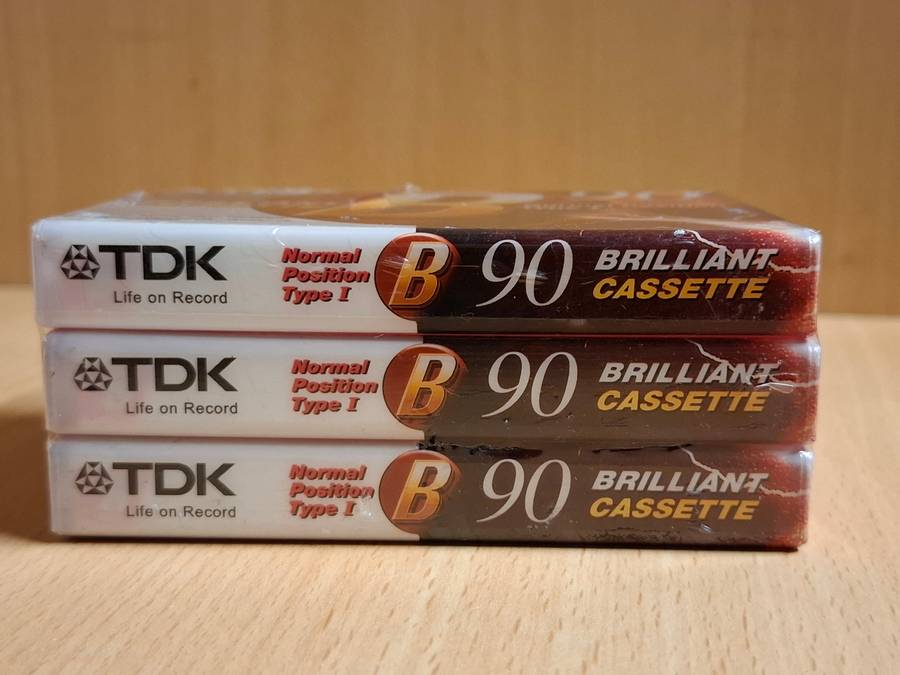 TDK
Life on Record
Normal
Position
Type I
B
90
BRILLIANT
CASSETTE
TDK
Life on Record
Normal
Position
Type I
B
90
BRILLIANT
CASSETTE
TDK
Life on Record
Normal
Position
Type I
B
90
BRILLIANT
CASSETTE